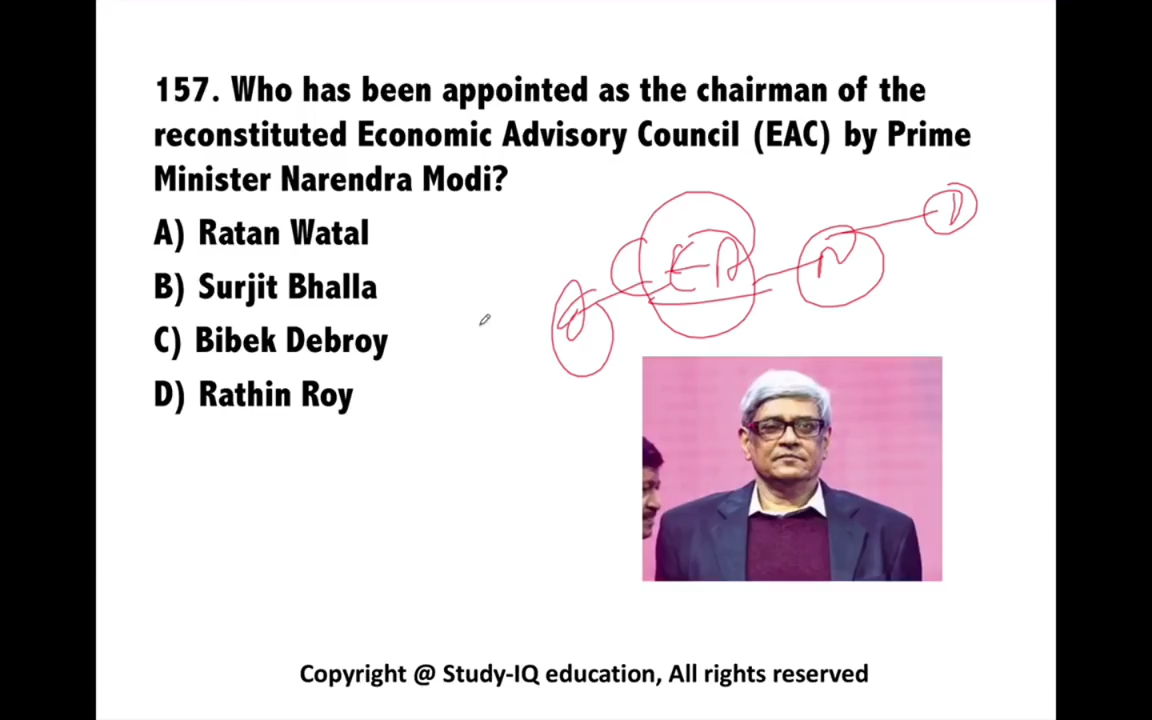 157. Who has been appointed as the chairman of the
reconstituted Economic Advisory Council (EAC) by Prime
Minister Narendra Modi?
A) Ratan Watal
B) Surjit Bhalla
C) Bibek Debroy
D) Rathin Roy
Copyright @ Study-IQ education, All rights reserved